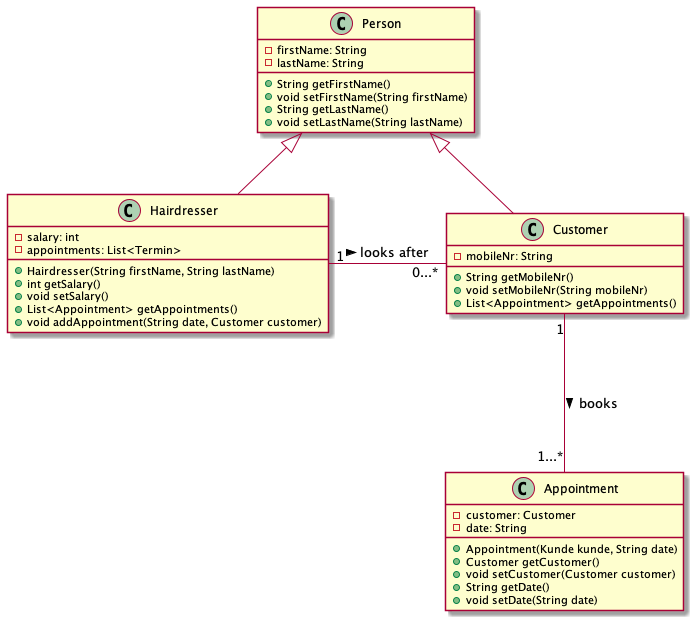 C Person
firstName: String
lastName: String
String getFirstName()
void setFirstName(String firstName)
String getLastName()
void setLastName(String lastName)
C Hairdresser
salary: int
appointments: List<Termin>
Hairdresser(String firstName, String lastName)
int getSalary()
void setSalary()
List<Appointment> getAppointments()
void addAppointment(String date, Customer customer)
1 looks after
0...*
C Customer
mobileNr: String
String getMobileNr()
void setMobileNr(String mobileNr)
List<Appointment> getAppointments()
1
books
1...*
C Appointment
customer: Customer
date: String
Appointment(Kunde kunde, String date)
Customer getCustomer()
void setCustomer(Customer customer)
String getDate()
void setDate(String date)